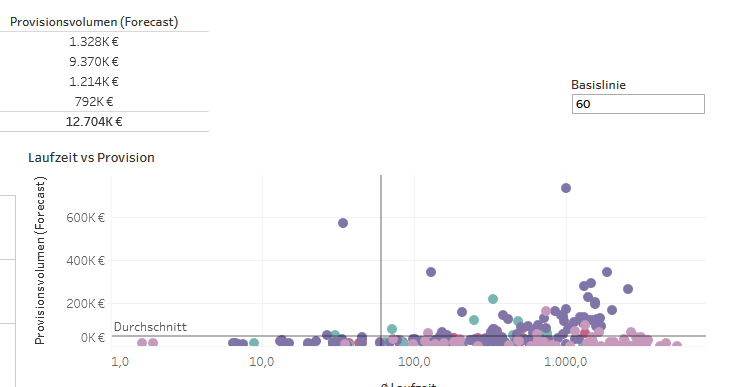 Provisionsvolumen (Forecast)
1.328K €
9.370K €
1.214K €
792K €
12.704K €
Basislinie
60
Laufzeit vs Provision
Provisionsvolumen (Forecast)
600K €
400K €
200K €
0K €
Durchschnitt
1,0
10,0
100,0
1.000,0
Ø Laufzeit